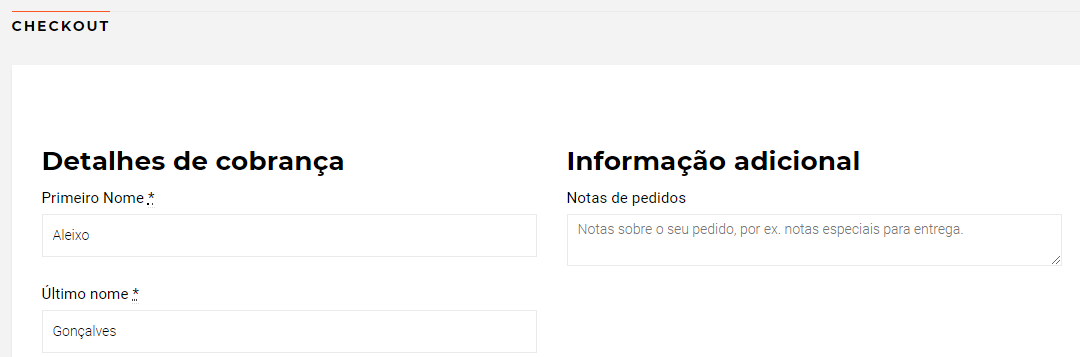 CHECKOUT
Detalhes de cobrança
Primeiro Nome *
Aleixo
Último nome *
Gonçalves
Informação adicional
Notas de pedidos
Notas sobre o seu pedido, por ex. notas especiais para entrega.